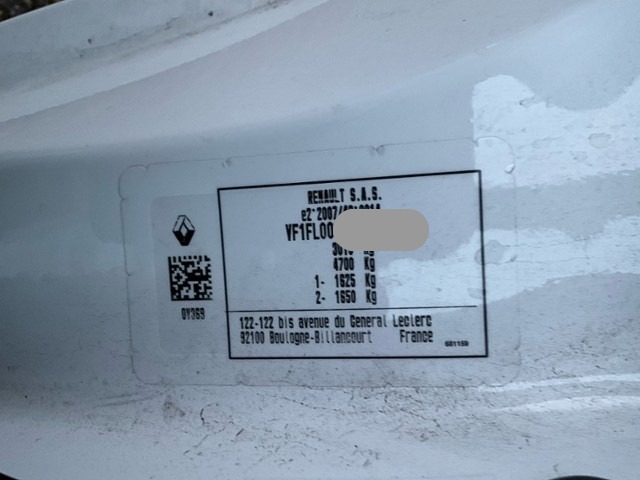 RENAULT S.A.S.
VF1FL00
Kg
4700 Kg
1- 1625 Kg
2- 1650 Kg
0Y369
122-122 bis avenue du General Leclerc
92100 Boulogne-Billancourt France